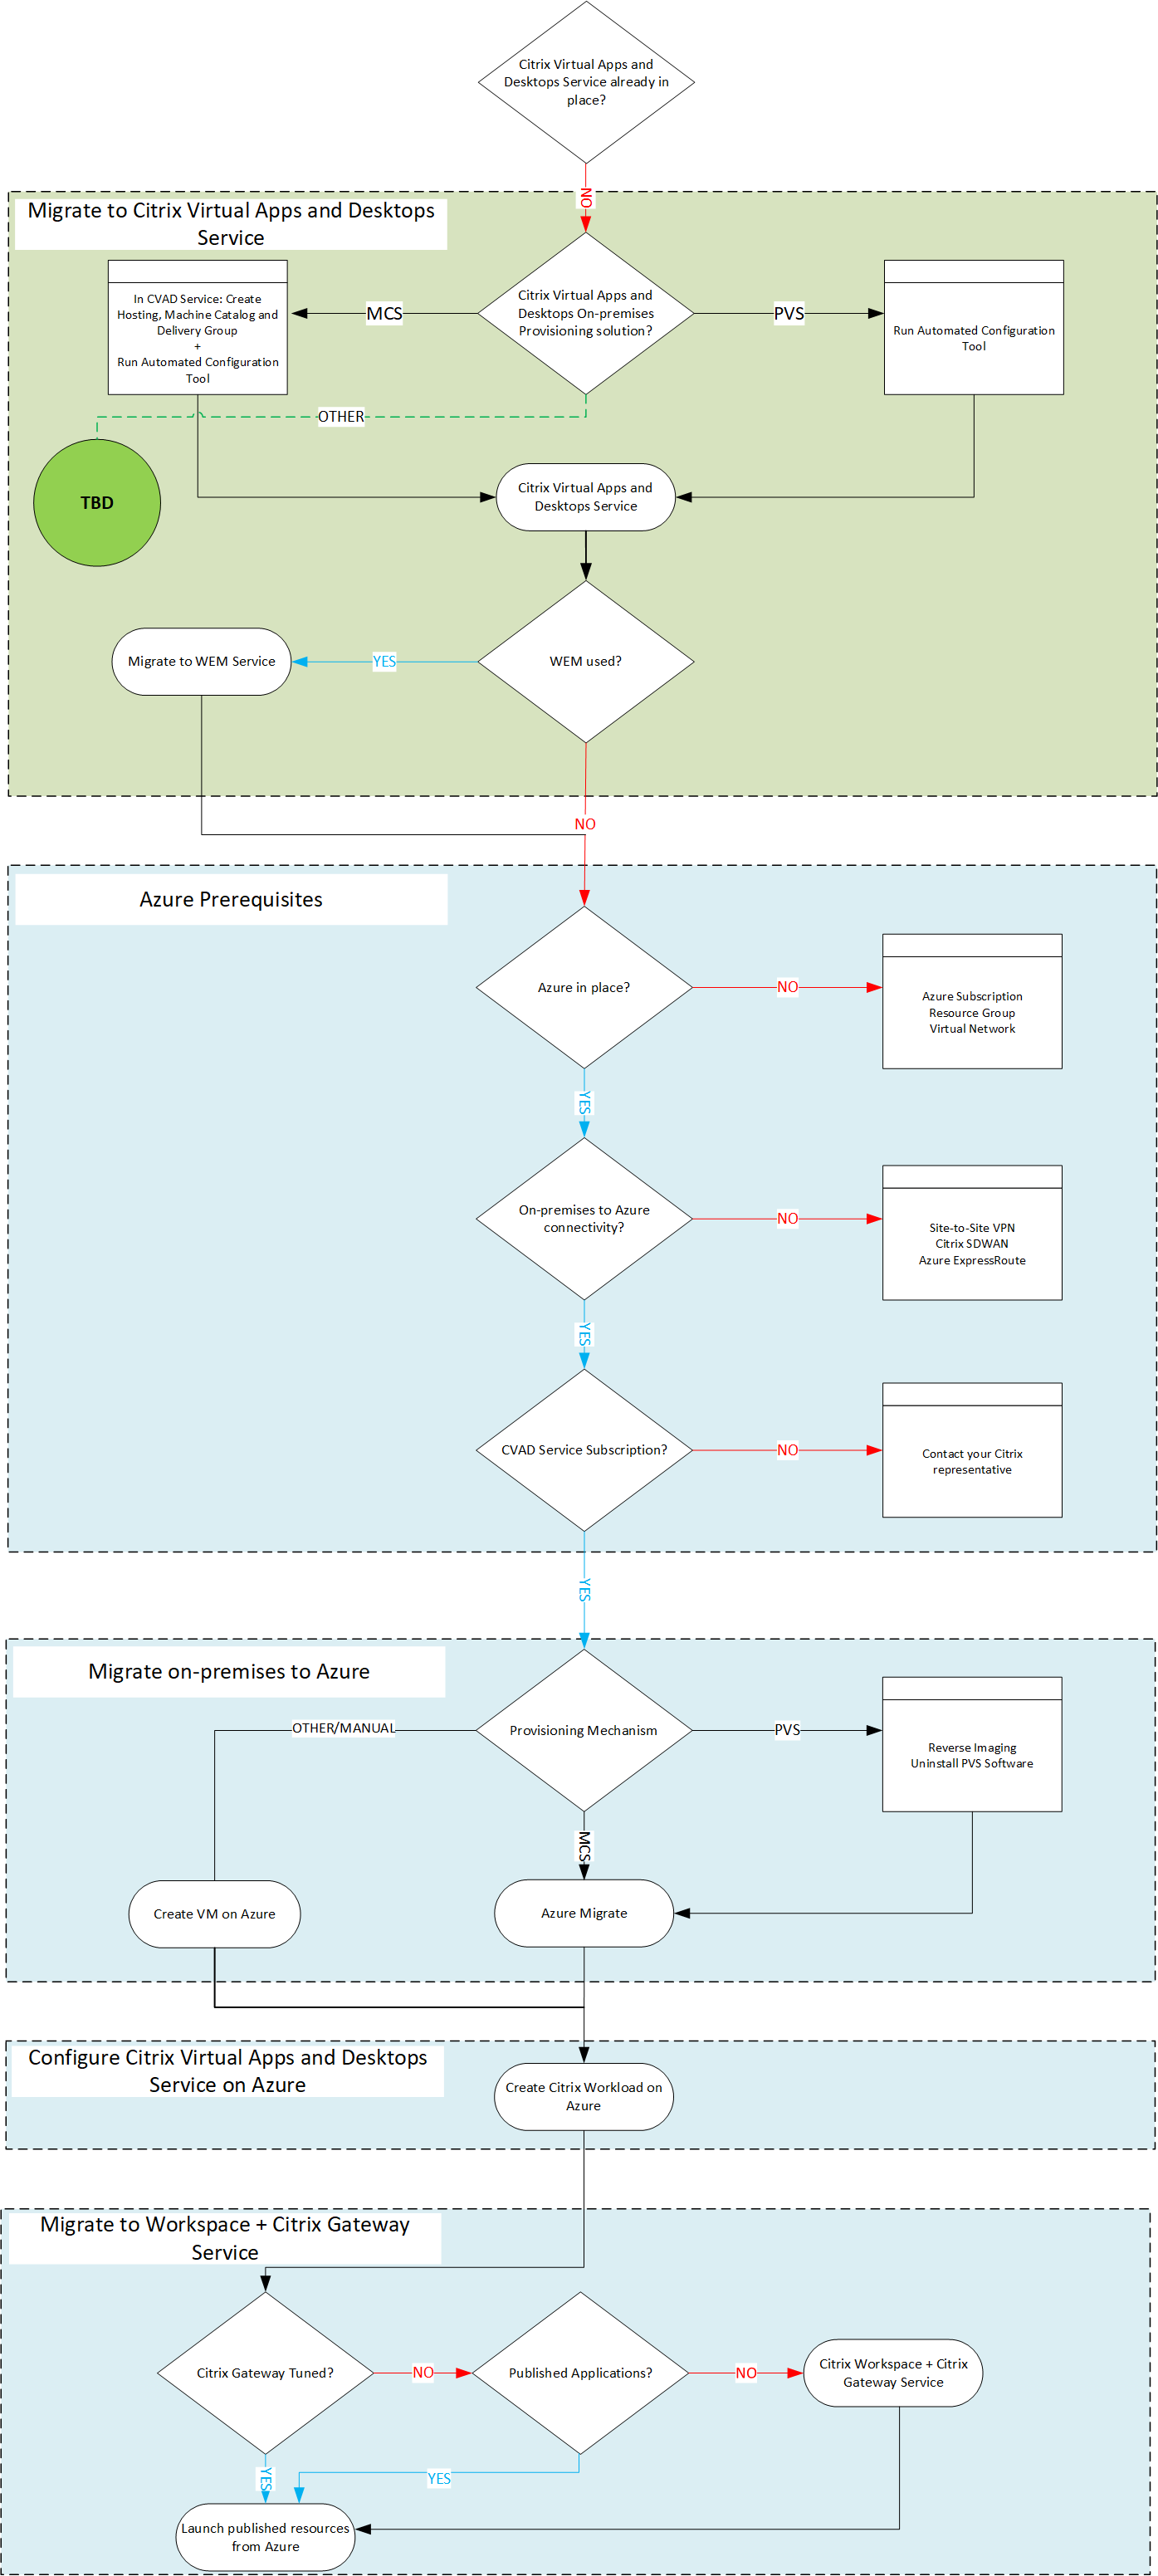 Citrix Virtual Apps and
Desktops Service already in
place?
NO
Migrate to Citrix Virtual Apps and Desktops
Service
In CVAD Service: Create
Hosting, Machine Catalog and
Delivery Group
+
Run Automated Configuration
Tool
MCS
Citrix Virtual Apps and
Desktops On-premises
Provisioning solution?
PVS
Run Automated Configuration
Tool
OTHER
TBD
Citrix Virtual Apps and
Desktops Service
Migrate to WEM Service
YES
WEM used?
NO
Azure Prerequisites
Azure in place?
NO
Azure Subscription
Resource Group
Virtual Network
YES
On-premises to Azure
connectivity?
NO
Site-to-Site VPN
Citrix SDWAN
Azure ExpressRoute
YES
CVAD Service Subscription?
NO
Contact your Citrix
representative
YES
Migrate on-premises to Azure
OTHER/MANUAL
Provisioning Mechanism
PVS
Reverse Imaging
Uninstall PVS Software
MCS
Create VM on Azure
Azure Migrate
Configure Citrix Virtual Apps and Desktops
Service on Azure
Create Citrix Workload on
Azure
Migrate to Workspace + Citrix Gateway
Service
Citrix Gateway Tuned?
NO
Published Applications?
NO
Citrix Workspace + Citrix
Gateway Service
YES
YES
Launch published resources
from Azure